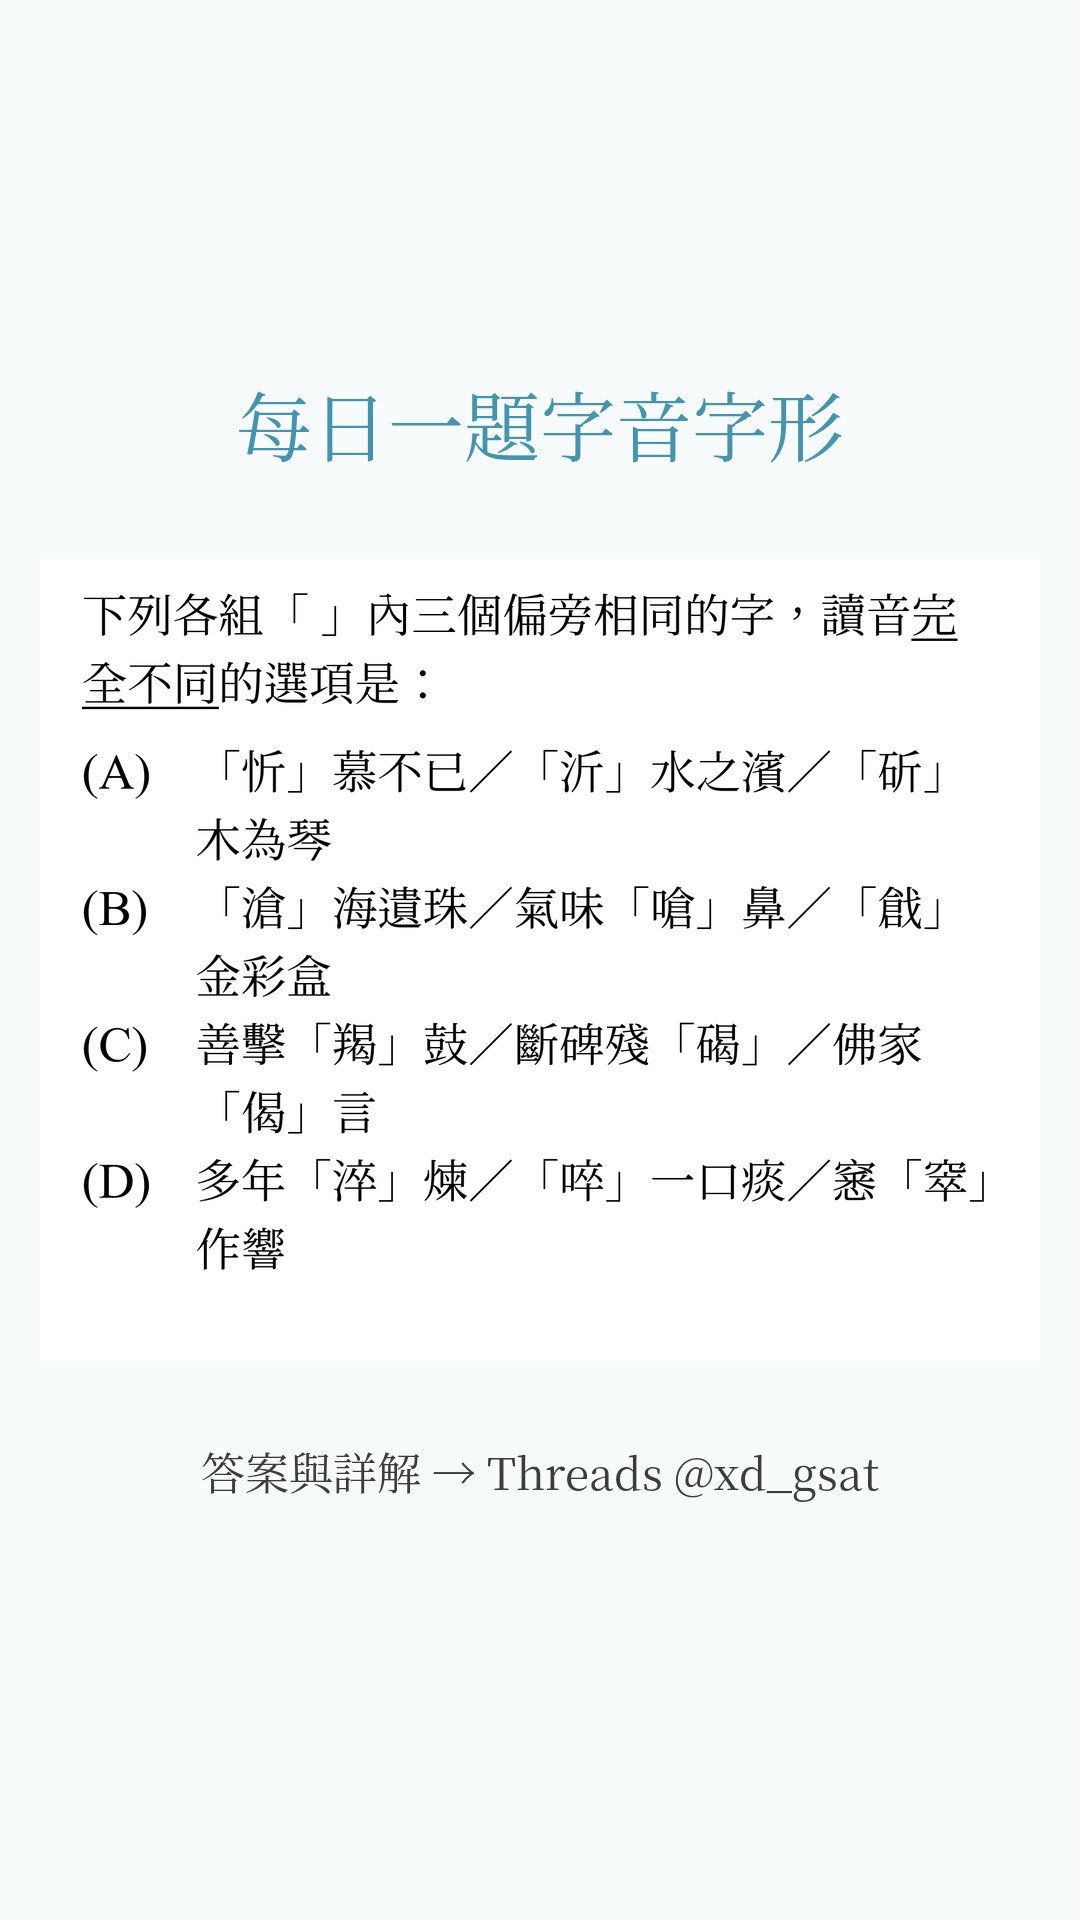 每日一題字音字形
下列各組「 」內三個偏旁相同的字，讀音完
全不同的選項是：
(A) 「忻」慕不已／「沂」水之濱／「斫」
木為琴
(B) 「滄」海遺珠／氣味「嗆」鼻／「戧」
金彩盒
(C) 善擊「羯」鼓／斷碑殘「碣」／佛家
「偈」言
(D) 多年「淬」煉／「啐」一口痰／窸「窣」
作響
答案與詳解 → Threads @xd_gsat